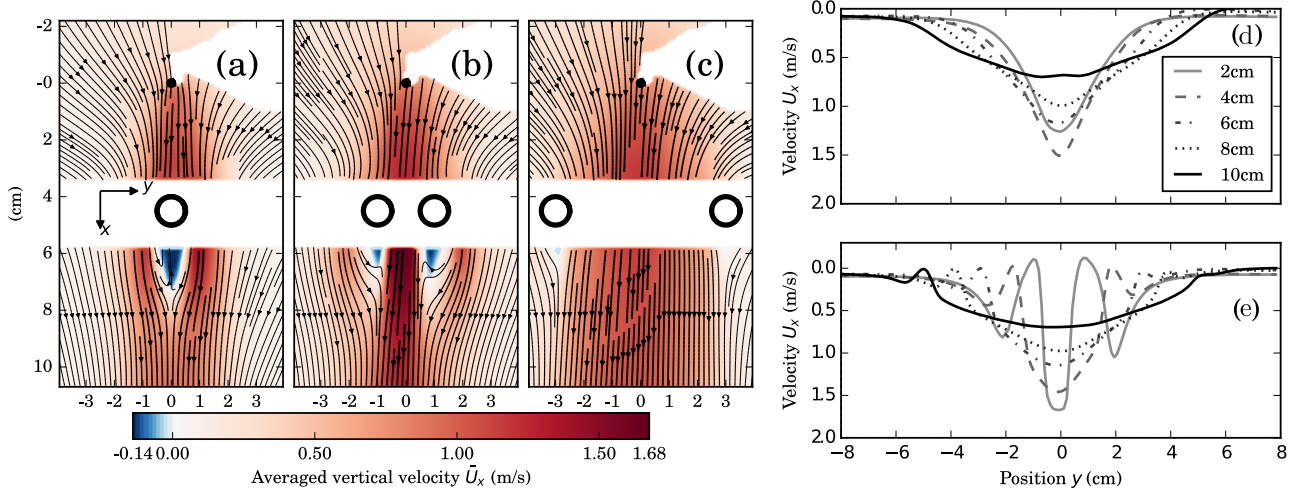 (a)
(b)
(c)
(d)
(e)
-2
-0
2
4
6
8
10
(cm)
y
x
-3 -2 -1 0 1 2 3
-3 -2 -1 0 1 2 3
-3 -2 -1 0 1 2 3
-0.14 0.00 0.50 1.00 1.50 1.68
Averaged vertical velocity Ūₓ (m/s)
0.0
0.5
1.0
1.5
2.0
Velocity Uₓ (m/s)
2cm
4cm
6cm
8cm
10cm
0.0
0.5
1.0
1.5
2.0
Velocity Uₓ (m/s)
−8 −6 −4 −2 0 2 4 6 8
Position y (cm)